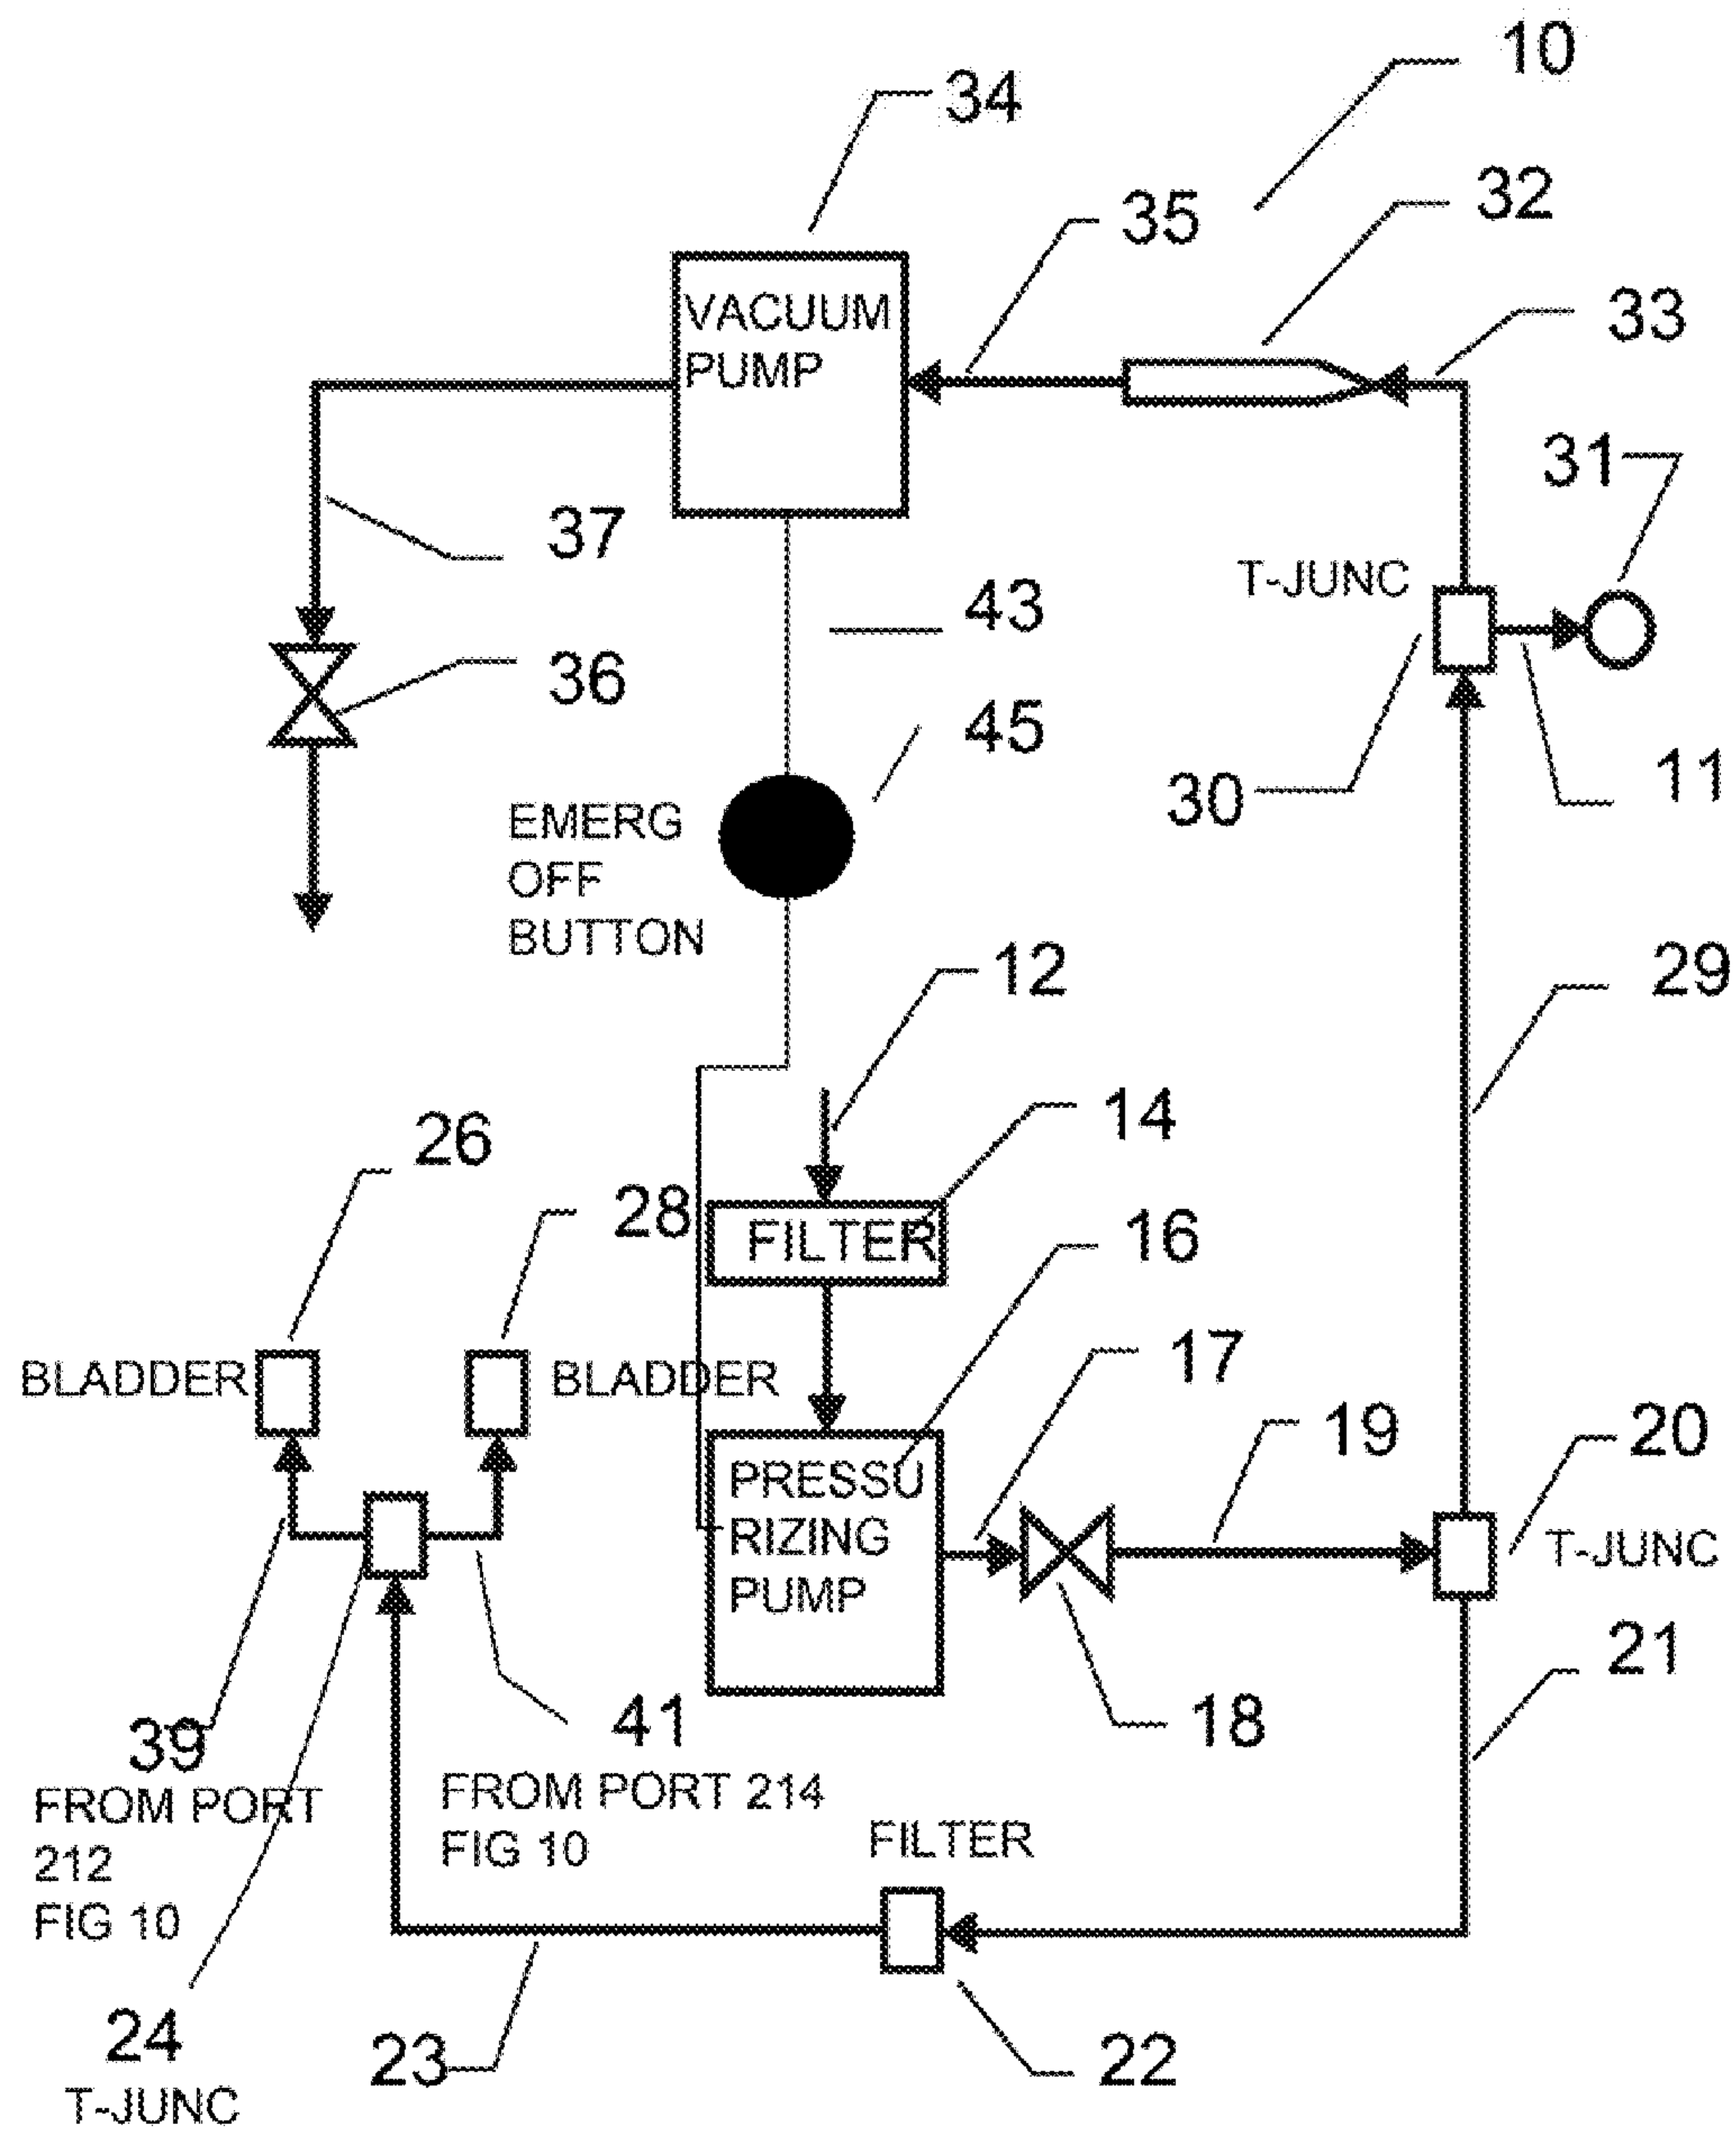 10
34
32
35
VACUUM
PUMP
33
31
37
T-JUNC
43
36
45
11
30
EMERG
OFF
BUTTON
12
29
14
26
28
FILTER
16
17
BLADDER
BLADDER
19
20
PRESSU
RIZING
PUMP
T-JUNC
21
18
41
39
FROM PORT
212
FIG 10
FROM PORT 214
FIG 10
FILTER
24
T-JUNC
23
22